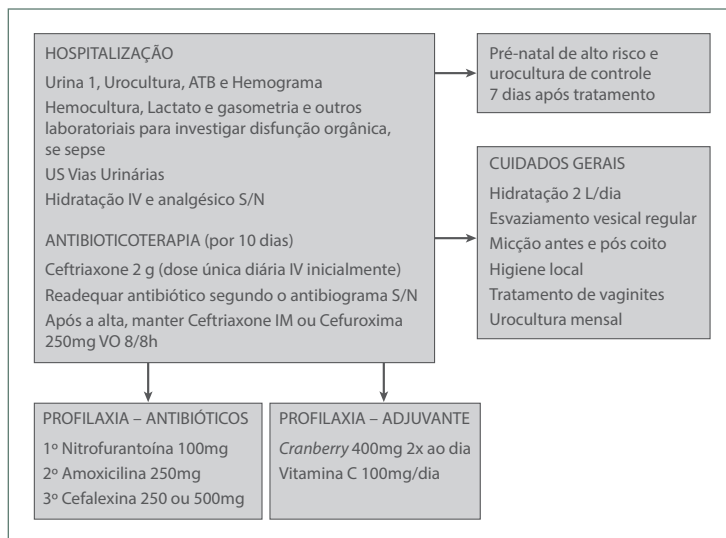 HOSPITALIZAÇÃO
Urina 1, Urocultura, ATB e Hemograma
Hemocultura, Lactato e gasometria e outros
laboratoriais para investigar disfunção orgânica,
se sepse
US Vias Urinárias
Hidratação IV e analgésico S/N
ANTIBIOTICOTERAPIA (por 10 dias)
Ceftriaxone 2 g (dose única diária IV inicialmente)
Readequar antibiótico segundo o antibiograma S/N
Após a alta, manter Ceftriaxone IM ou Cefuroxima
250mg VO 8/8h
Pré-natal de alto risco e
urocultura de controle
7 dias após tratamento
CUIDADOS GERAIS
Hidratação 2 L/dia
Esvaziamento vesical regular
Micção antes e pós coito
Higiene local
Tratamento de vaginites
Urocultura mensal
PROFILAXIA – ANTIBIÓTICOS
1º Nitrofurantoína 100mg
2º Amoxicilina 250mg
3º Cefalexina 250 ou 500mg
PROFILAXIA – ADJUVANTE
Cranberry 400mg 2x ao dia
Vitamina C 100mg/dia